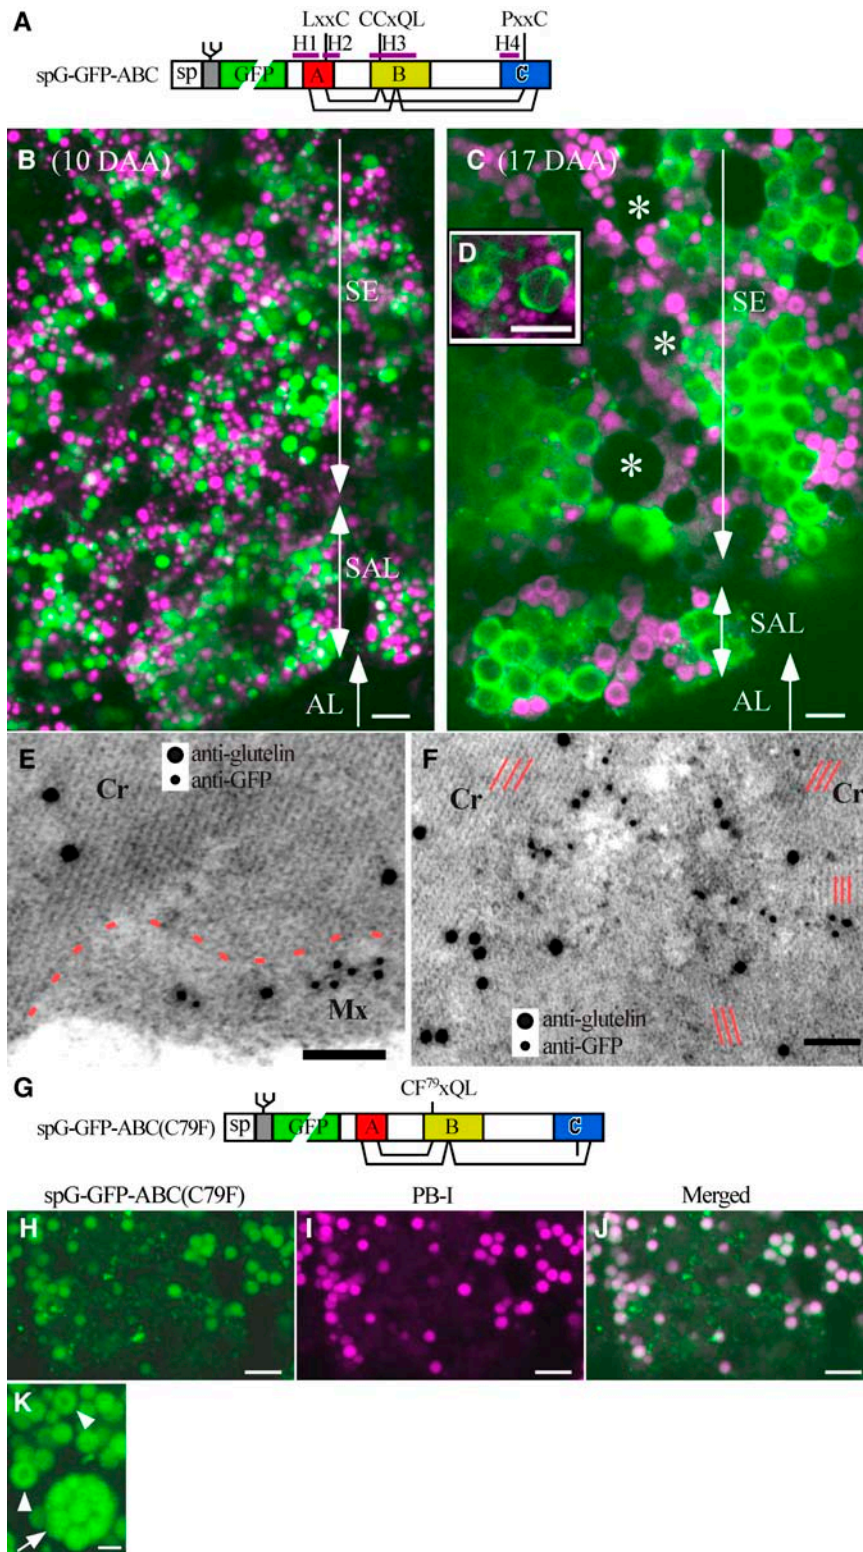 A
LxxC CCxQL PxxC
H1 H2 H3 H4
spG-GFP-ABC sp GFP A B C
B (10 DAA)
SE
SAL
AL
C (17 DAA)
*
D
SE
*
*
SAL
AL
E
anti-glutelin
anti-GFP
Cr
Mx
F
Cr
Cr
anti-glutelin
anti-GFP
G
CF⁷⁹xQL
spG-GFP-ABC(C79F) sp GFP A B C
spG-GFP-ABC(C79F) PB-I Merged
H I J
K